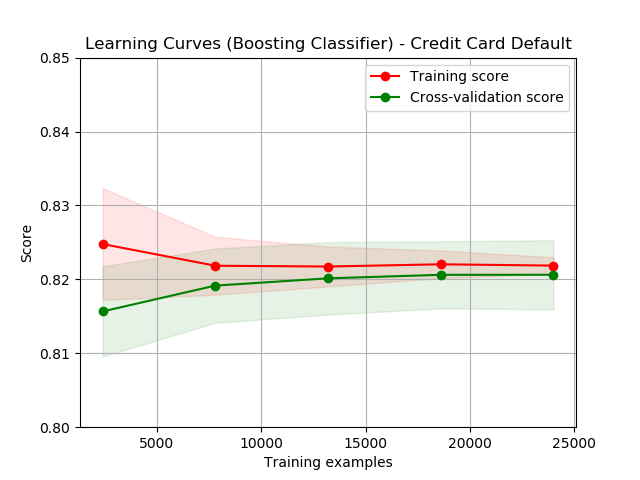 Learning Curves (Boosting Classifier) - Credit Card Default
Training score
Cross-validation score
0.85
0.84
0.83
0.82
0.81
0.80
Score
5000
10000
15000
20000
25000
Training examples